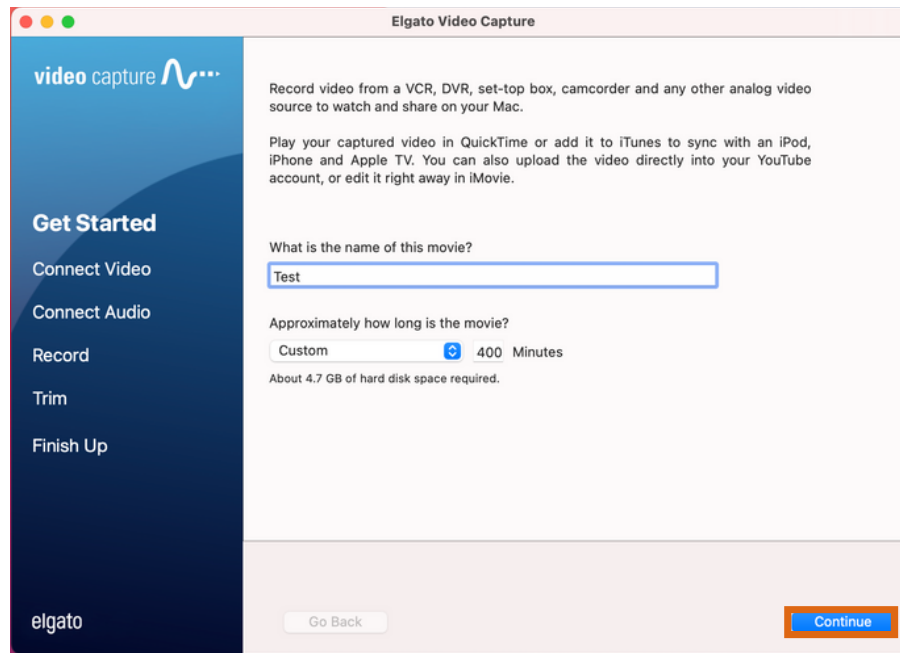 Elgato Video Capture
video capture
Record video from a VCR, DVR, set-top box, camcorder and any other analog video
source to watch and share on your Mac.
Play your captured video in QuickTime or add it to iTunes to sync with an iPod,
iPhone and Apple TV. You can also upload the video directly into your YouTube
account, or edit it right away in iMovie.
Get Started
Connect Video
Connect Audio
Record
Trim
Finish Up
What is the name of this movie?
Test
Approximately how long is the movie?
Custom 400 Minutes
About 4.7 GB of hard disk space required.
elgato
Go Back Continue